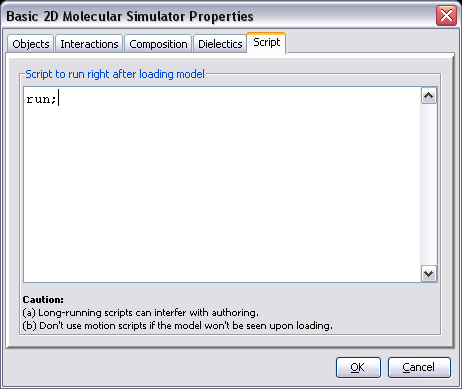 Basic 2D Molecular Simulator Properties
Objects Interactions Composition Dielectics Script
Script to run right after loading model
run;
Caution:
(a) Long-running scripts can interfer with authoring.
(b) Don't use motion scripts if the model won't be seen upon loading.
OK Cancel